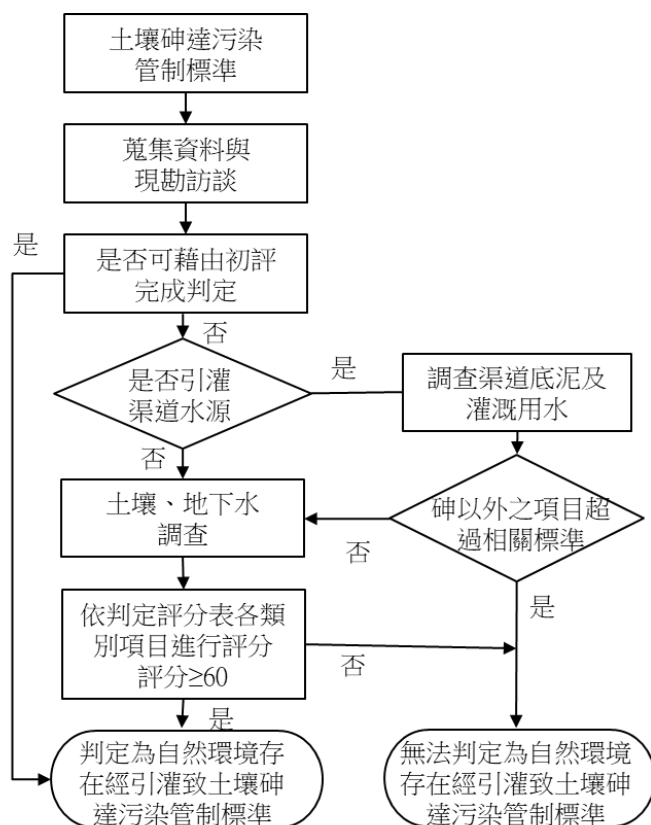 土壤砷達污染
管制標準
蒐集資料與
現勘訪談
是
是否可藉由初評
完成判定
否
是否引灌
渠道水源
是
調查渠道底泥及
灌溉用水
否
土壤、地下水
調查
否
砷以外之項目超
過相關標準
是
依判定評分表各類
別項目進行評分
評分≥60
否
是
判定為自然環境存
在經引灌致土壤砷
達污染管制標準
無法判定為自然環境
存在經引灌致土壤砷
達污染管制標準